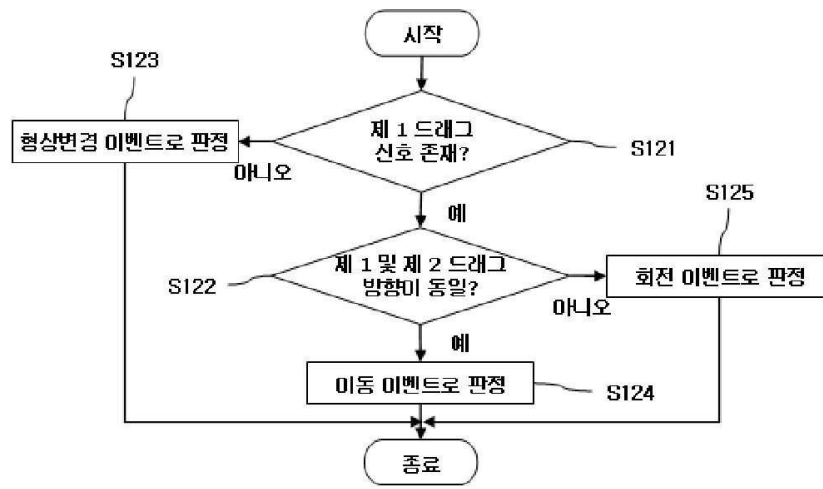 시작
S123
제 1 드래그
신호 존재?
형상변경 이벤트로 판정
아니오
S121
예
S125
제 1 및 제 2 드래그
방향이 동일?
S122
회전 이벤트로 판정
아니오
예
이동 이벤트로 판정
S124
종료